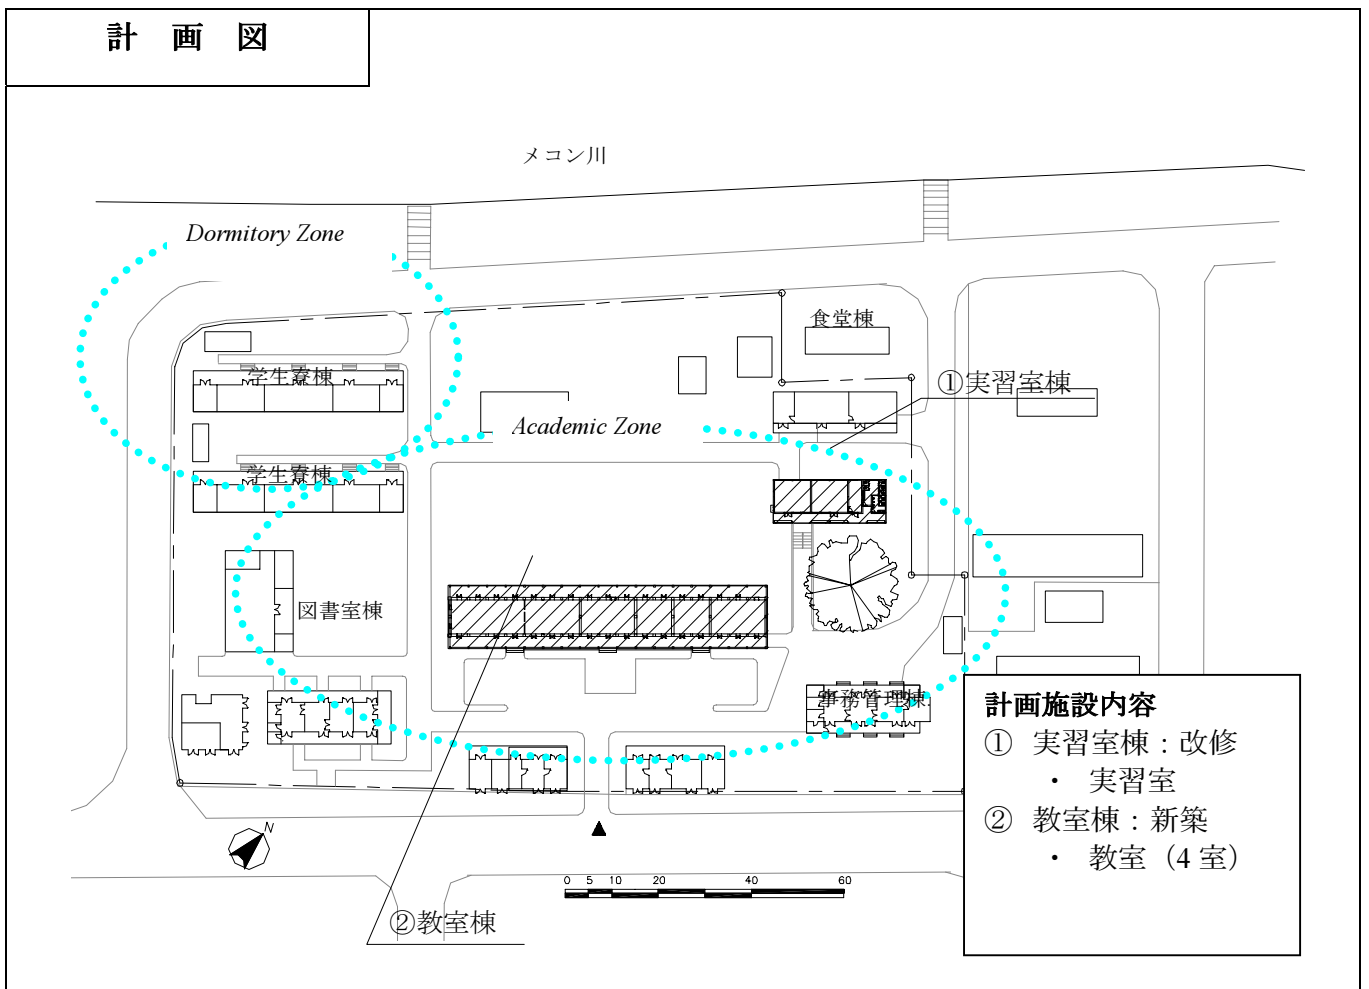 計 画 図
メコン川
Dormitory Zone
食堂棟
学生寮棟
①実習室棟
Academic Zone
学生寮棟
図書室棟
事務管理棟
計画施設内容
① 実習室棟：改修
・ 実習室
② 教室棟：新築
・ 教室（4 室）
N
0 5 10 20 40 60
②教室棟